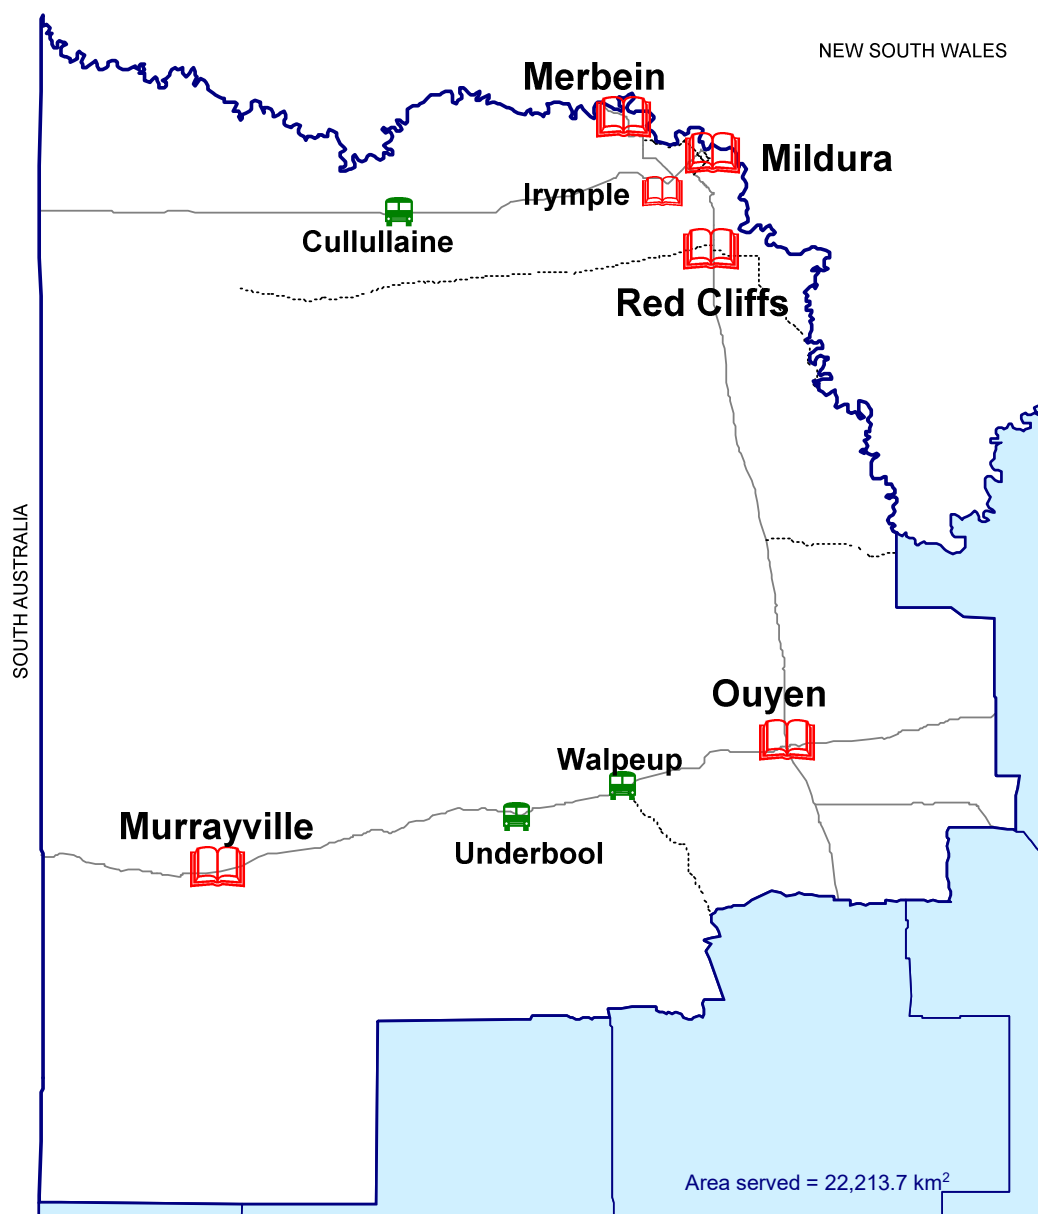 NEW SOUTH WALES
Merbein
Mildura
Irymple
Cullullaine
Red Cliffs
SOUTH AUSTRALIA
Ouyen
Walpeup
Murrayville
Underbool
Area served = 22,213.7 km²